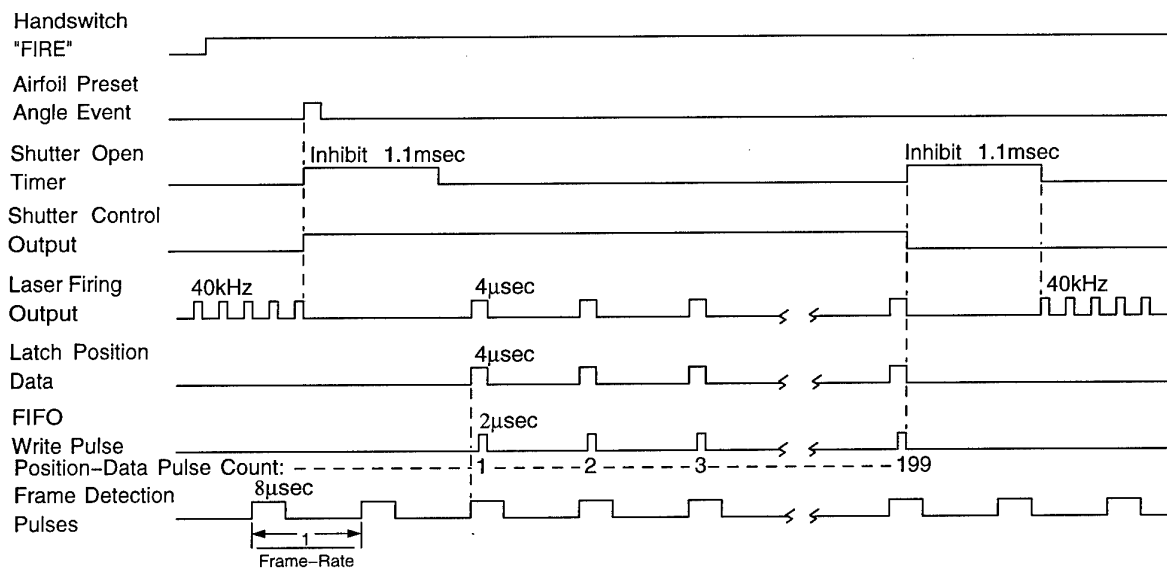 Handswitch
"FIRE"
Airfoil Preset
Angle Event
Shutter Open
Timer
Inhibit 1.1msec
Inhibit 1.1msec
Shutter Control
Output
Laser Firing
Output
40kHz
4μsec
40kHz
Latch Position
Data
4μsec
FIFO
Write Pulse
2μsec
Position-Data Pulse Count: 1 2 3 199
Frame Detection
Pulses
8μsec
1
Frame-Rate